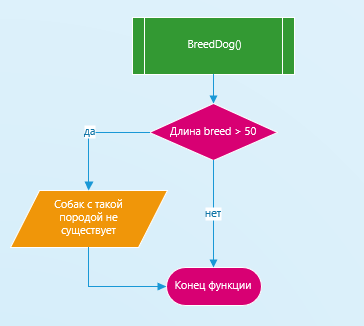 BreedDog()
Длина breed > 50
да
Собак с такой
породой не
существует
нет
Конец функции